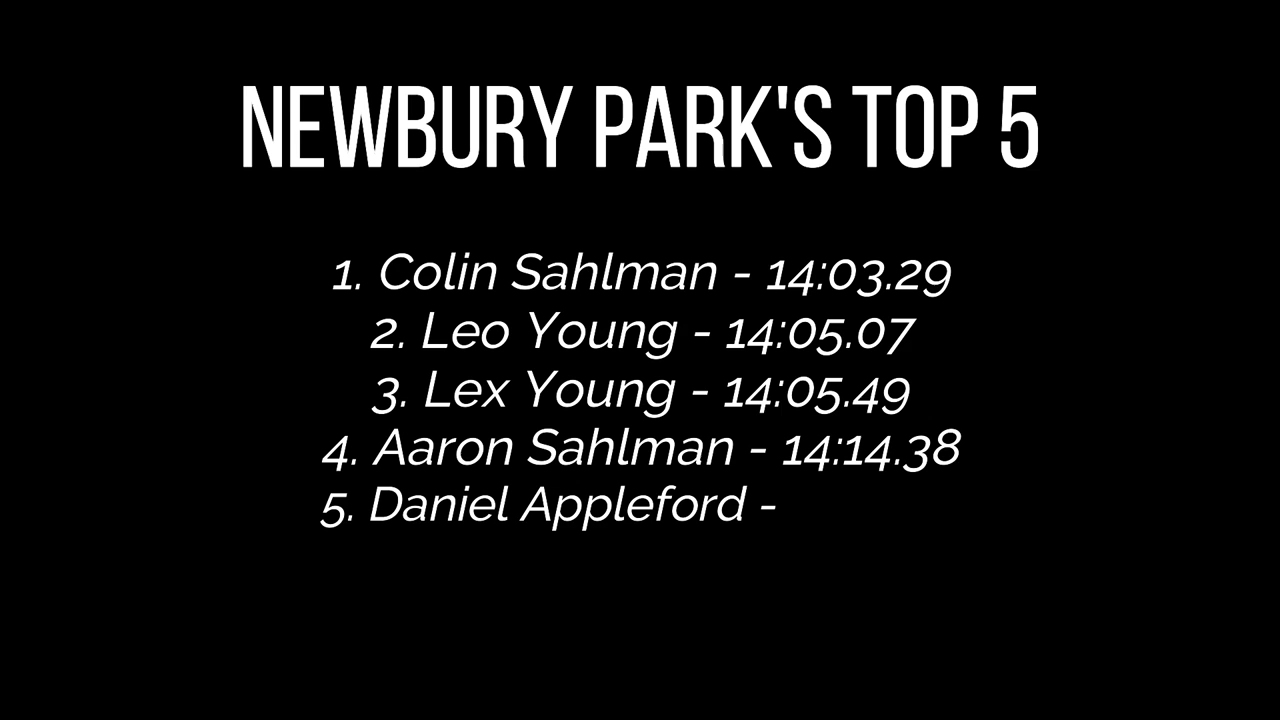 NEWBURY PARK'S TOP 5
1. Colin Sahlman - 14:03.29
2. Leo Young - 14:05.07
3. Lex Young - 14:05.49
4. Aaron Sahlman - 14:14.38
5. Daniel Appleford -